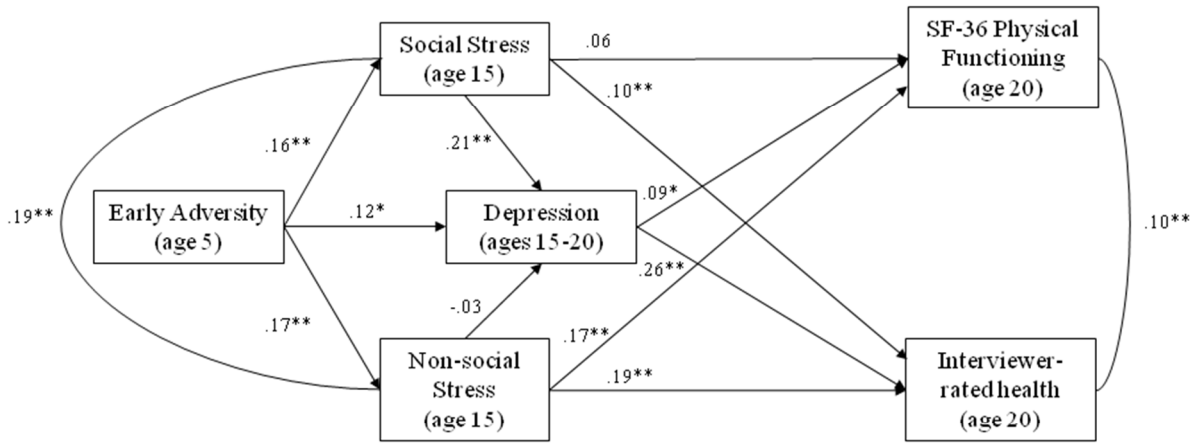 Social Stress
(age 15)
.06
SF-36 Physical
Functioning
(age 20)
.10**
.16**
.21**
.19**
Early Adversity
(age 5)
.12*
Depression
(ages 15-20)
.09*
.26**
.10**
.17**
-.03
.17**
Non-social
Stress
(age 15)
.19**
Interviewer-
rated health
(age 20)